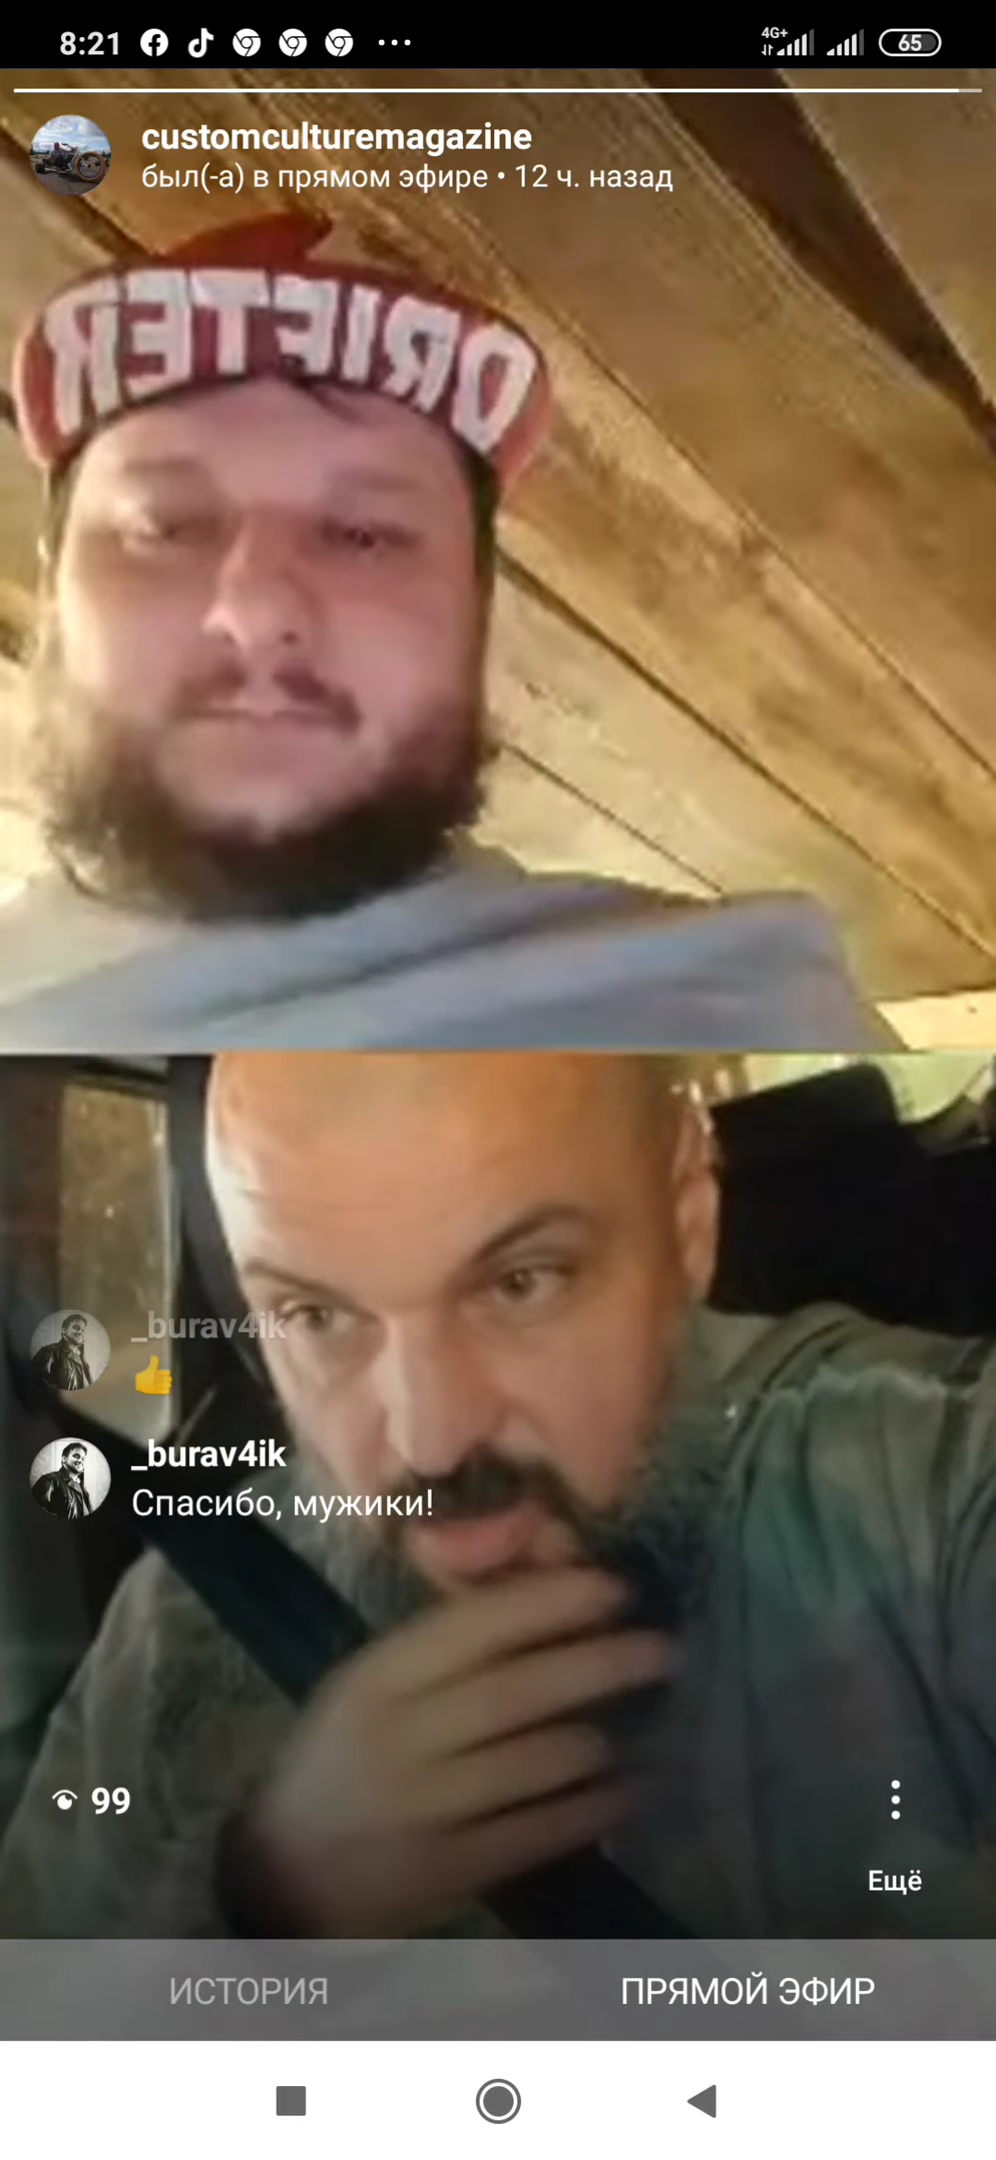 8:21
4G+
65
customculturemagazine
был(-а) в прямом эфире • 12 ч. назад
DRIFTER
_burav4ik
👍
_burav4ik
Спасибо, мужики!
99
Ещё
ИСТОРИЯ
ПРЯМОЙ ЭФИР